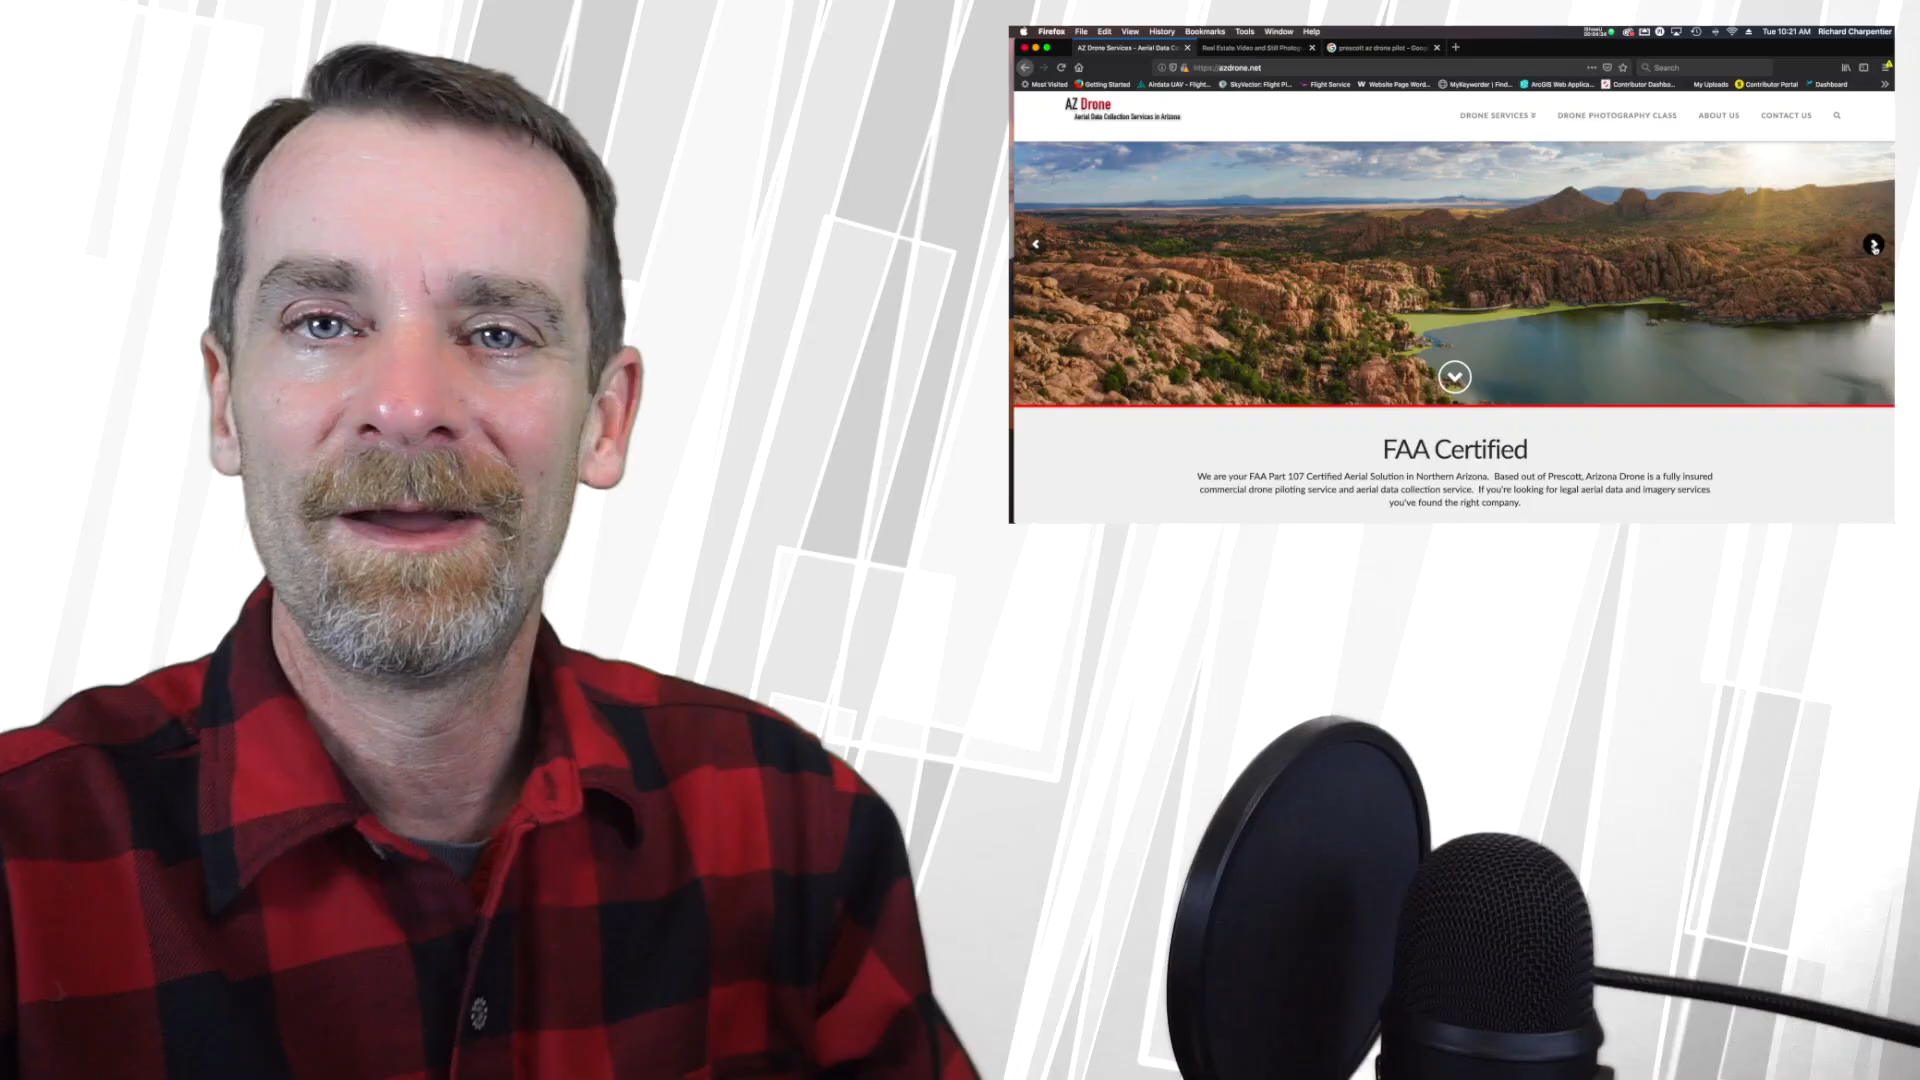 Firefox File Edit View History Bookmarks Tools Window Help
Tue 10:21 AM Richard Charpentier
AZ Drone Services - Aerial Data Co
Real Estate Video and Still Photog
prescott az drone pilot - Goog
https://azdrone.net
Search
Most Visited Getting Started Airdata UAV - Flight... SkyVector: Flight Pl... Flight Service Website Page Word... MyKeyworder | Find... ArcGIS Web Applica... Contributor Dashbo... My Uploads Contributor Portal Dashboard
AZ Drone
Aerial Data Collection Services in Arizona
DRONE SERVICES DRONE PHOTOGRAPHY CLASS ABOUT US CONTACT US
FAA Certified
We are your FAA Part 107 Certified Aerial Solution in Northern Arizona. Based out of Prescott, Arizona Drone is a fully insured
commercial drone piloting service and aerial data collection service. If you're looking for legal aerial data and imagery services
you've found the right company.